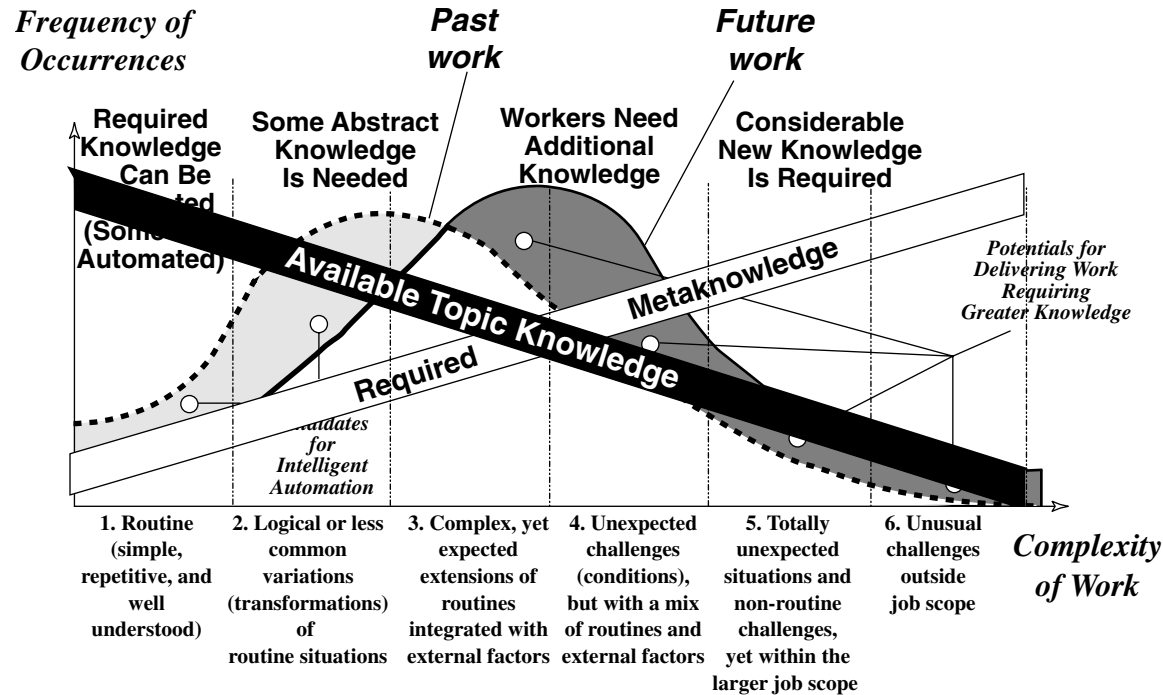 Frequency of
Occurrences
Past
work
Future
work
Required
Knowledge
Can Be
(Some
Automated)
Some Abstract
Knowledge
Is Needed
Workers Need
Additional
Knowledge
Considerable
New Knowledge
Is Required
Available Topic Knowledge
Required
Metaknowledge
Potentials for
Delivering Work
Requiring
Greater Knowledge
for
Intelligent
Automation
1. Routine
(simple,
repetitive, and
well
understood)
2. Logical or less
common
variations
(transformations)
of
routine situations
3. Complex, yet
expected
extensions of
routines
integrated with
external factors
4. Unexpected
challenges
(conditions),
but with a mix
of routines and
external factors
5. Totally
unexpected
situations and
non-routine
challenges,
yet within the
larger job scope
6. Unusual
challenges
outside
job scope
Complexity
of Work